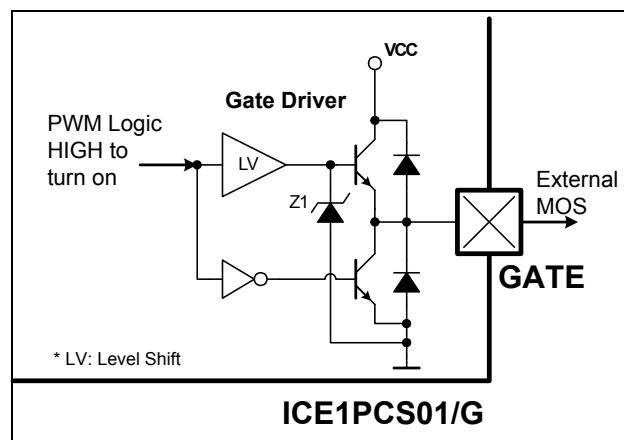 VCC
Gate Driver
PWM Logic
HIGH to
turn on
LV
Z1
External
MOS
GATE
* LV: Level Shift
ICE1PCS01/G